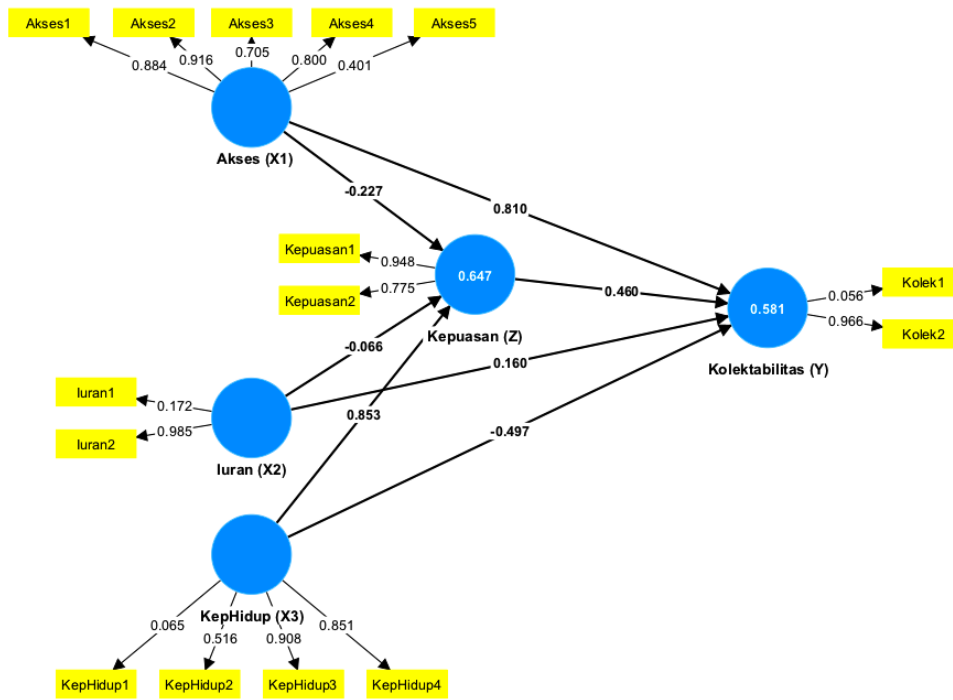 Akses1
Akses2
Akses3
Akses4
Akses5
0.884
0.916
0.705
0.800
0.401
Akses (X1)
-0.227
0.810
Kepuasan1
0.948
Kepuasan2
0.775
0.647
Kepuasan (Z)
0.460
Kolek1
0.056
Kolek2
0.966
0.581
Kolektabilitas (Y)
-0.066
0.160
Iuran1
0.172
Iuran2
0.985
Iuran (X2)
0.853
-0.497
KepHidup (X3)
0.065
0.516
0.908
0.851
KepHidup1
KepHidup2
KepHidup3
KepHidup4